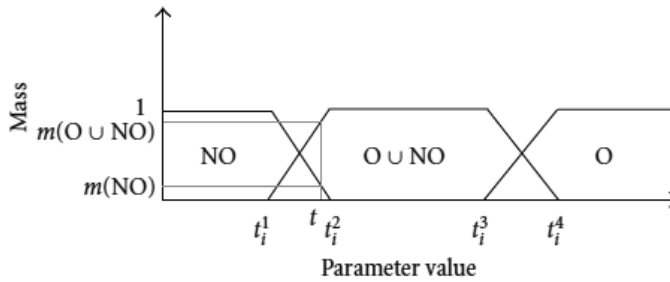 Mass
1
m(O ∪ NO)
m(NO)
NO
O ∪ NO
O
t_i^1
t
t_i^2
t_i^3
t_i^4
Parameter value